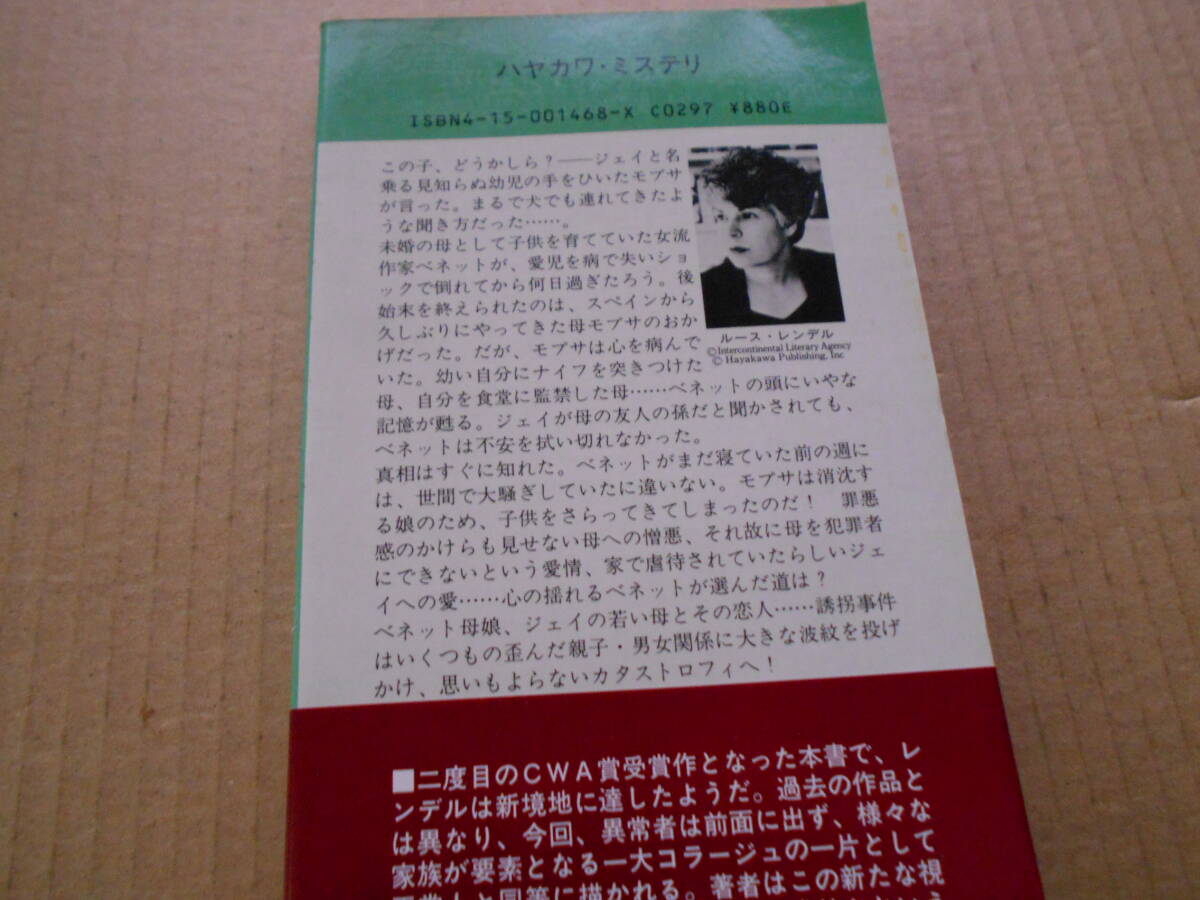 ハヤカワ・ミステリ
ISBN4-15-001468-X C0297 ¥880E
この子、どうかしら？――ジェイと名
乗る見知らぬ幼児の手をひいたモプサ
が言った。まるで犬でも連れてきたよ
うな聞き方だった……。
未婚の母として子供を育てていた女流
作家ベネットが、愛児を病で失いショ
ックで倒れてから何日過ぎたろう。後
始末を終えられたのは、スペインから
久しぶりにやってきた母モプサのおか
げだった。だが、モプサは心を病んで
いた。幼い自分にナイフを突きつけた
母、自分を食堂に監禁した母……ベネットの頭にいやな
記憶が甦る。ジェイが母の友人の孫だと聞かされても、
ベネットは不安を拭い切れなかった。
真相はすぐに知れた。ベネットがまだ寝ていた前の週に
は、世間で大騒ぎしていたに違いない。モプサは消沈す
る娘のため、子供をさらってきてしまったのだ！　罪悪
感のかけらも見せない母への憎悪、それ故に母を犯罪者
にできないという愛情、家で虐待されていたらしいジェ
イへの愛……心の揺れるベネットが選んだ道は？
ベネット母娘、ジェイの若い母とその恋人……誘拐事件
はいくつもの歪んだ親子・男女関係に大きな波紋を投げ
かけ、思いもよらないカタストロフィへ！
ルース・レンデル
©Intercontinental Literary Agency
©Hayakawa Publishing, Inc
■二度目のCWA賞受賞作となった本書で、レ
ンデルは新境地に達したようだ。過去の作品と
は異なり、今回、異常者は前面に出ず、様々な
家族が要素となる一大コラージュの一片として
正常人と同等に描かれる。著者はこの新たな視